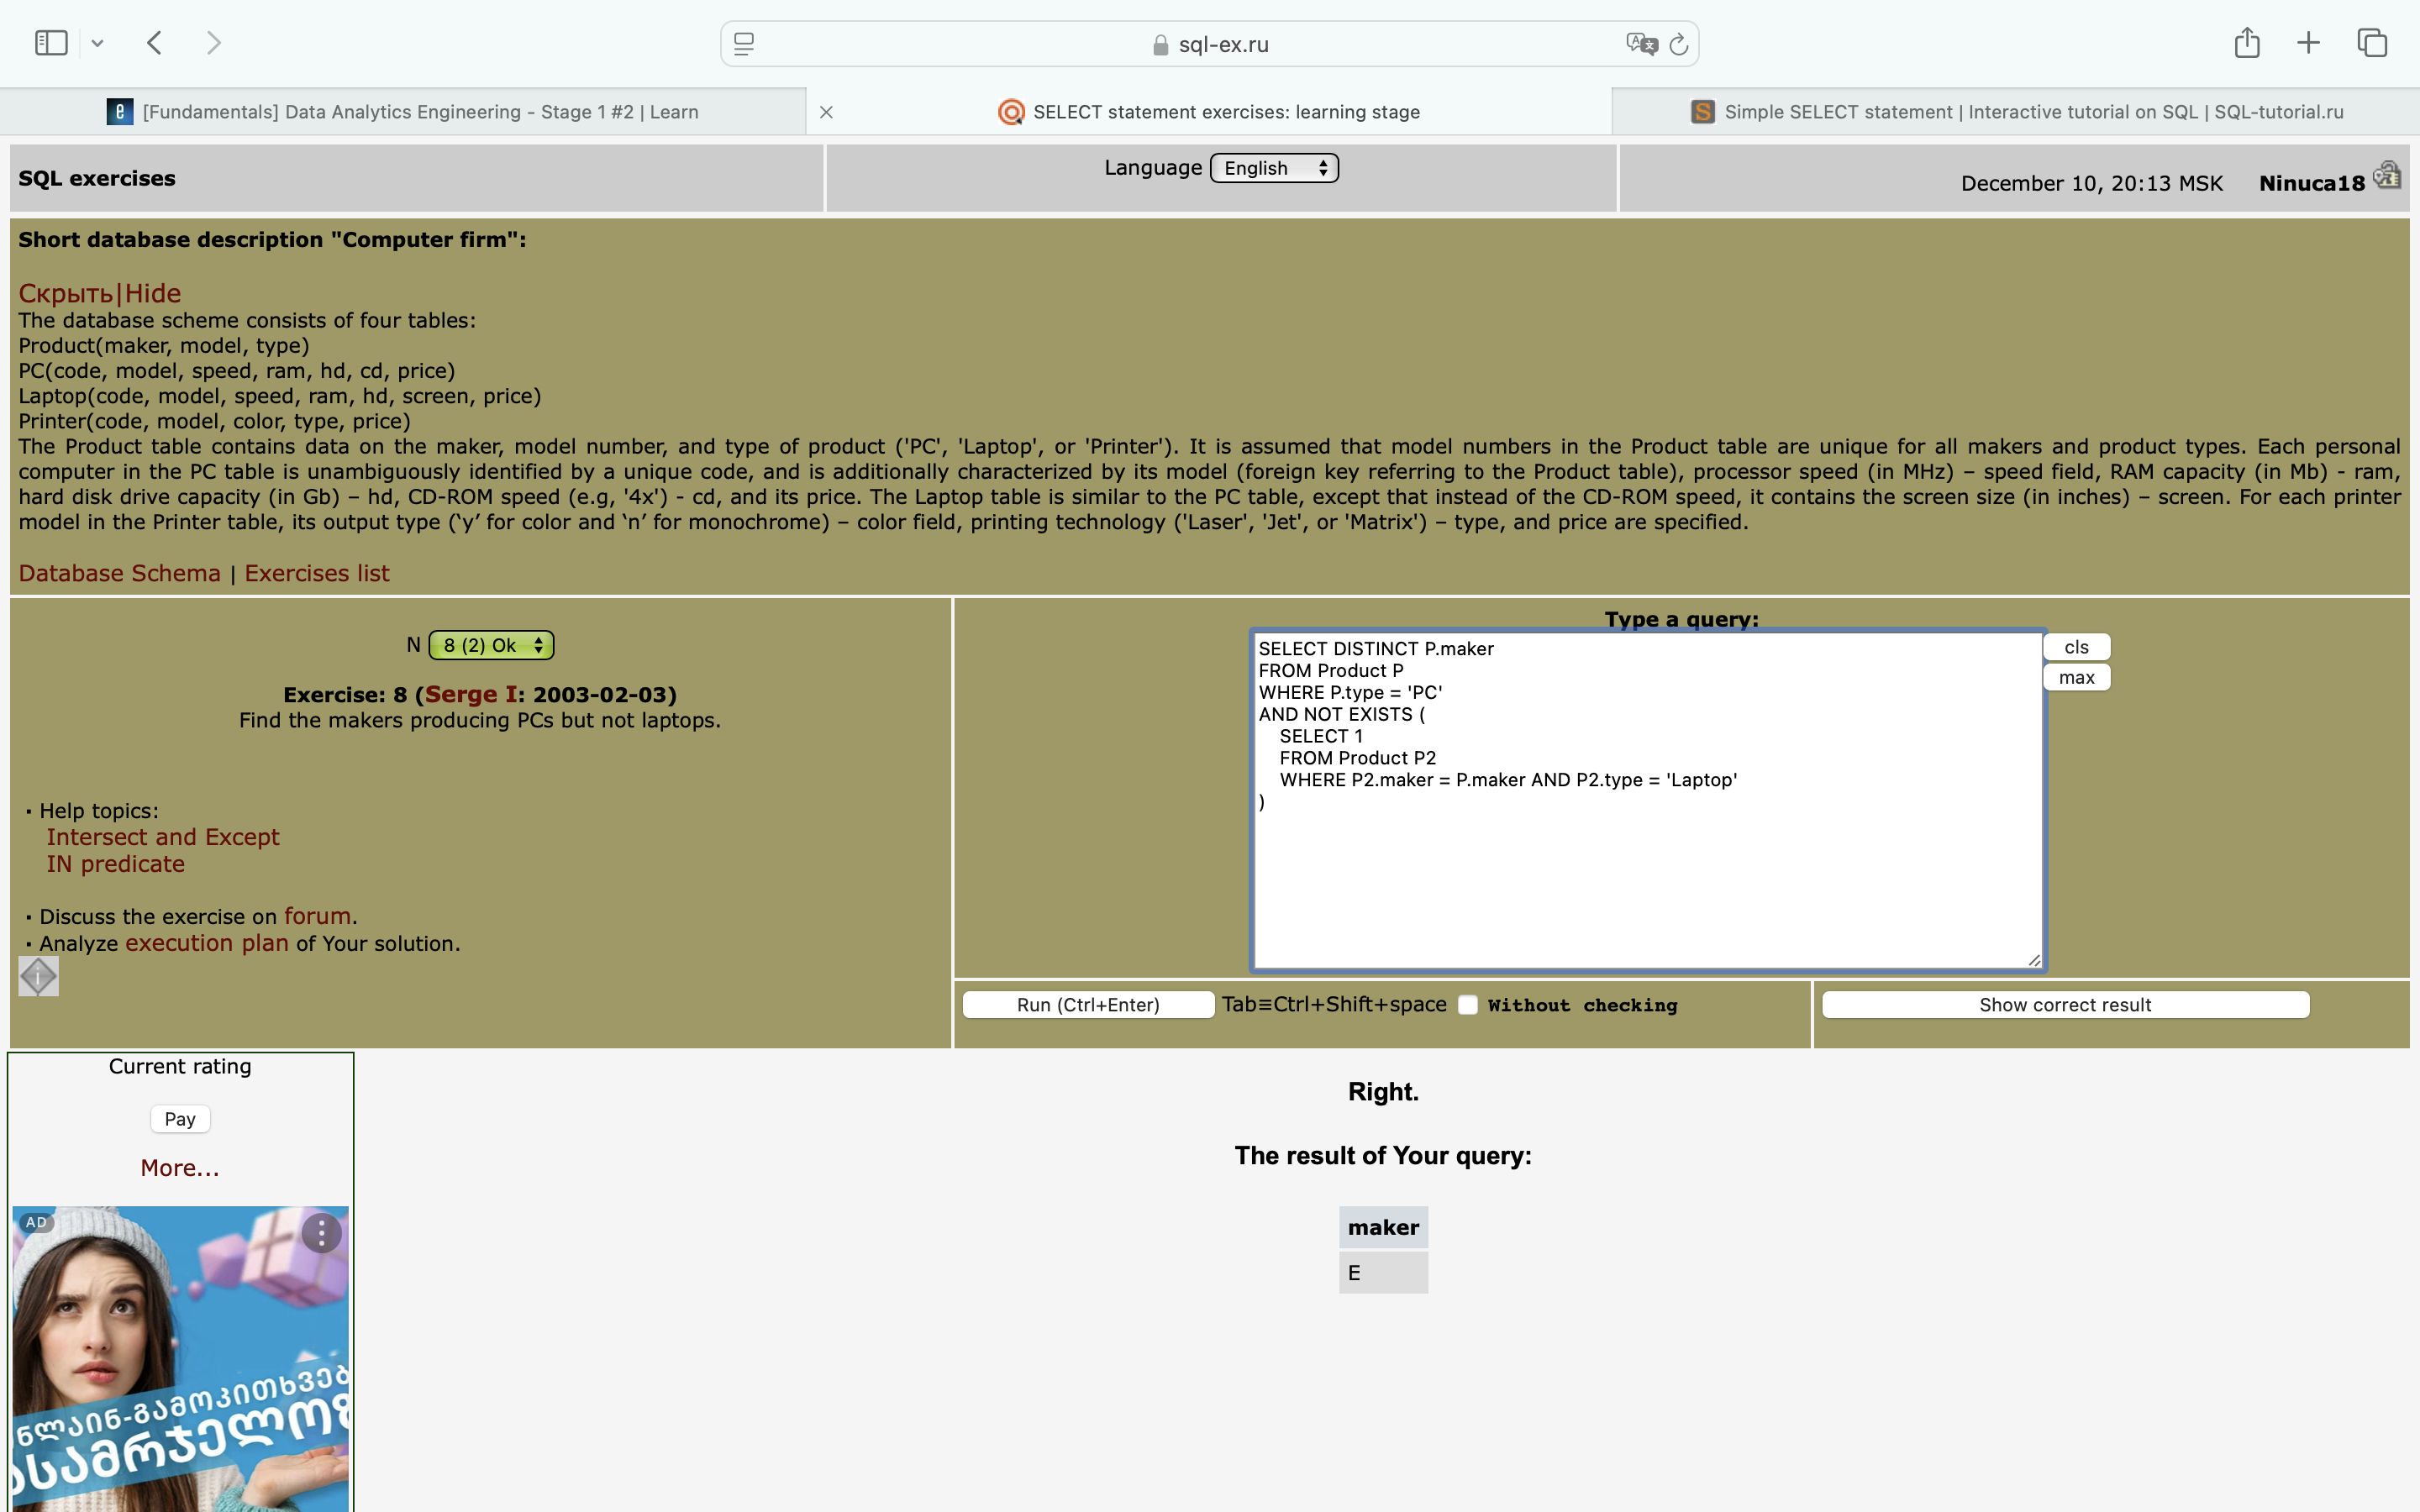 sql-ex.ru
[Fundamentals] Data Analytics Engineering - Stage 1 #2 | Learn
SELECT statement exercises: learning stage
Simple SELECT statement | Interactive tutorial on SQL | SQL-tutorial.ru
SQL exercises
Language English
December 10, 20:13 MSK Ninuca18
Short database description "Computer firm":
Скрыть|Hide
The database scheme consists of four tables:
Product(maker, model, type)
PC(code, model, speed, ram, hd, cd, price)
Laptop(code, model, speed, ram, hd, screen, price)
Printer(code, model, color, type, price)
The Product table contains data on the maker, model number, and type of product ('PC', 'Laptop', or 'Printer'). It is assumed that model numbers in the Product table are unique for all makers and product types. Each personal
computer in the PC table is unambiguously identified by a unique code, and is additionally characterized by its model (foreign key referring to the Product table), processor speed (in MHz) – speed field, RAM capacity (in Mb) - ram,
hard disk drive capacity (in Gb) – hd, CD-ROM speed (e.g, '4x') - cd, and its price. The Laptop table is similar to the PC table, except that instead of the CD-ROM speed, it contains the screen size (in inches) – screen. For each printer
model in the Printer table, its output type (‘y’ for color and ‘n’ for monochrome) – color field, printing technology ('Laser', 'Jet', or 'Matrix') – type, and price are specified.
Database Schema | Exercises list
N 8 (2) Ok
Exercise: 8 (Serge I: 2003-02-03)
Find the makers producing PCs but not laptops.
· Help topics:
Intersect and Except
IN predicate
· Discuss the exercise on forum.
· Analyze execution plan of Your solution.
Type a query:
SELECT DISTINCT P.maker
FROM Product P
WHERE P.type = 'PC'
AND NOT EXISTS (
SELECT 1
FROM Product P2
WHERE P2.maker = P.maker AND P2.type = 'Laptop'
)
cls
max
Run (Ctrl+Enter) Tab≡Ctrl+Shift+space Without checking
Show correct result
Current rating
Pay
More...
AD
Right.
The result of Your query:
maker
E